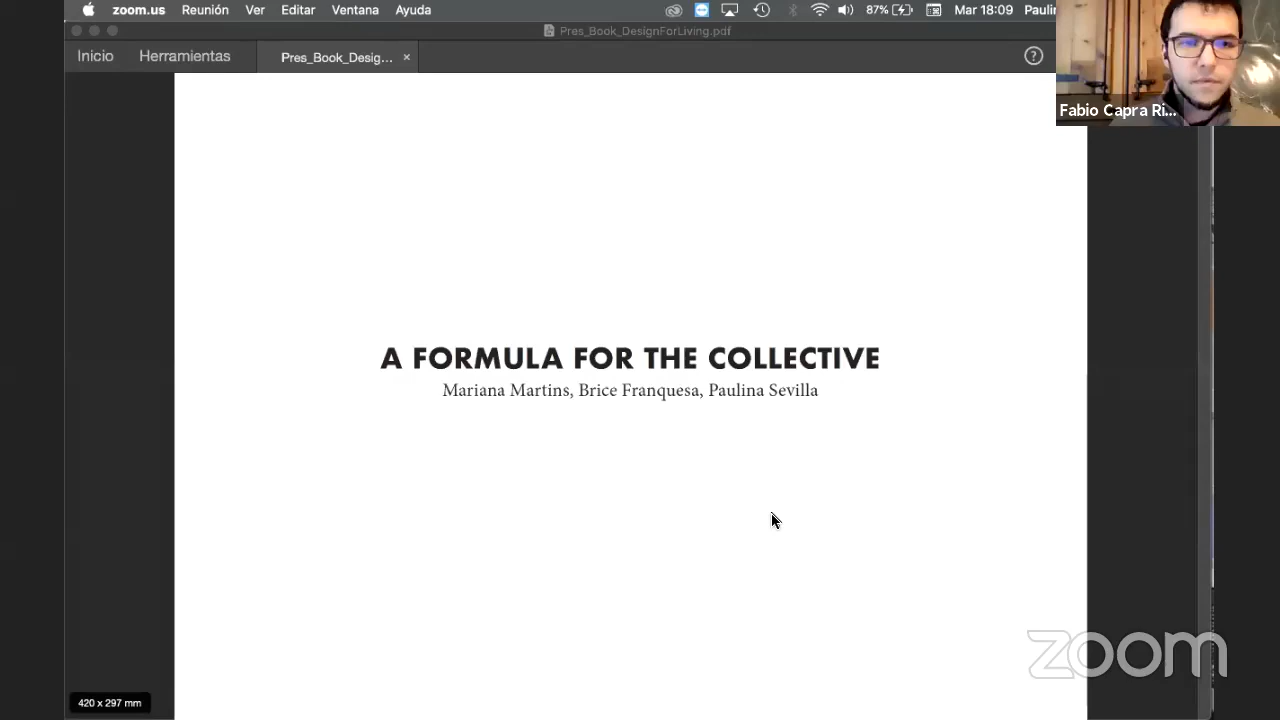 zoom.us Reunión Ver Editar Ventana Ayuda 87% Mar 18:09 Paulin
Pres_Book_DesignForLiving.pdf
Inicio Herramientas Pres_Book_Desig... × ?
Fabio Capra Ri...
A FORMULA FOR THE COLLECTIVE
Mariana Martins, Brice Franquesa, Paulina Sevilla
zoom
420 x 297 mm